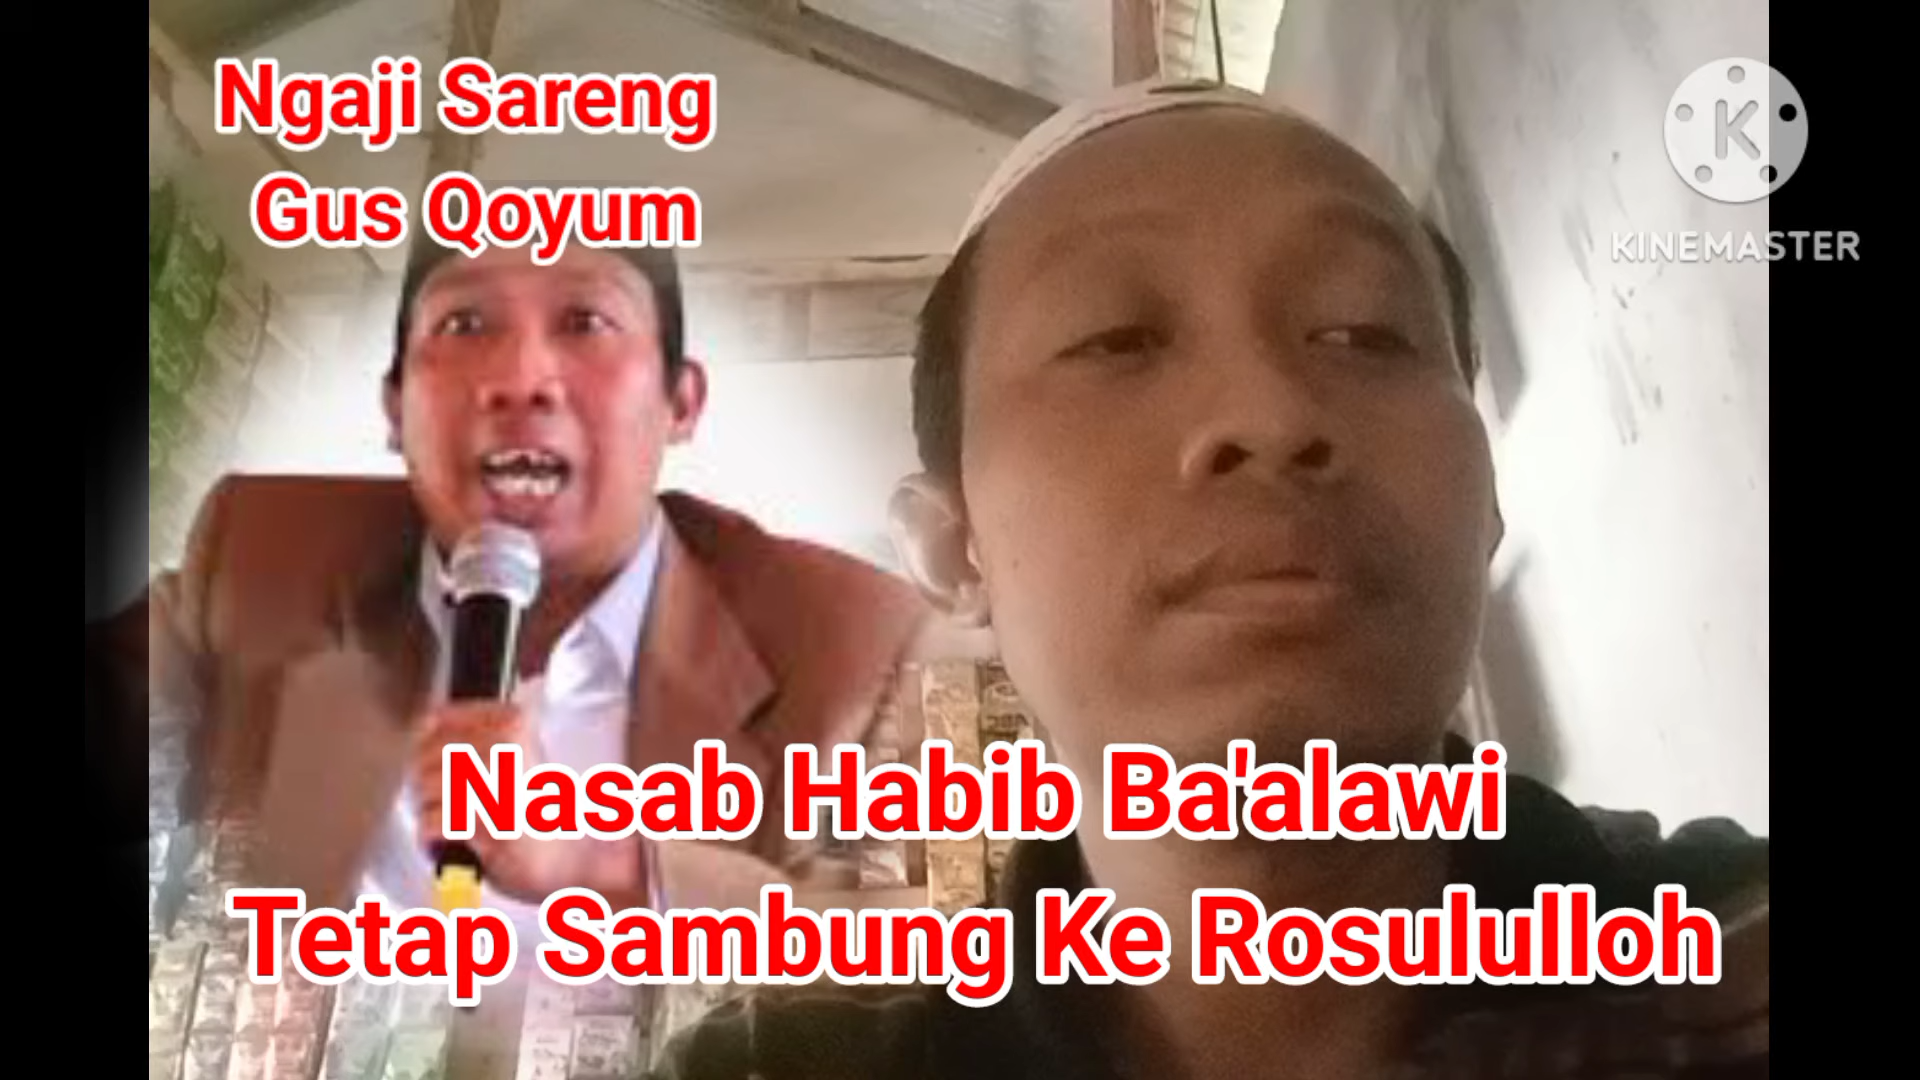 Ngaji Sareng
Gus Qoyum
K
KINEMASTER
Nasab Habib Ba'alawi
Tetap Sambung Ke Rosululloh